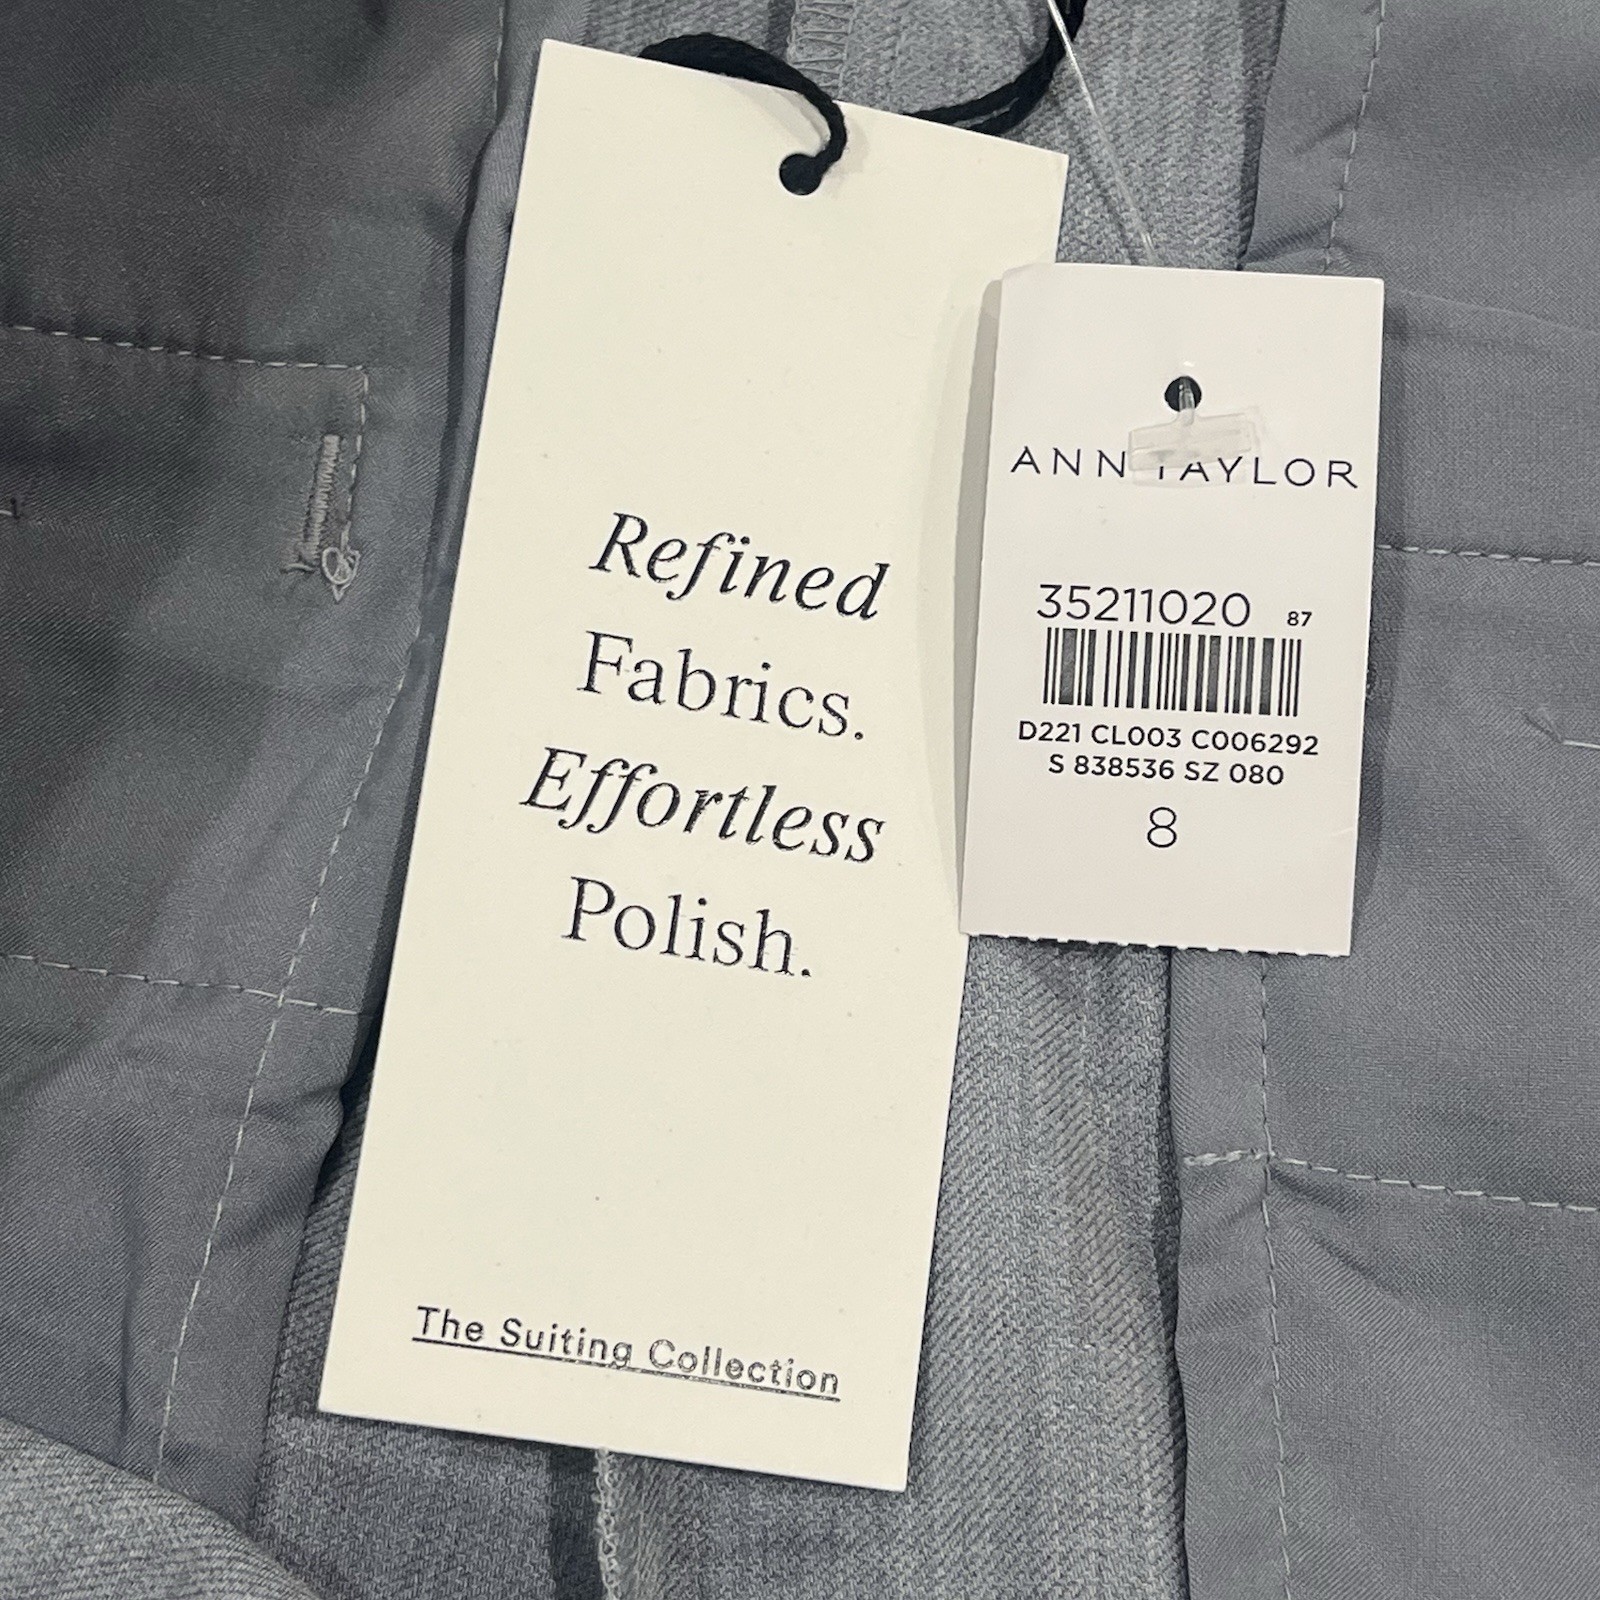 Refined
Fabrics.
Effortless
Polish.
The Suiting Collection
ANN TAYLOR
35211020 87
D221 CL003 C006292
S 838536 SZ 080
8